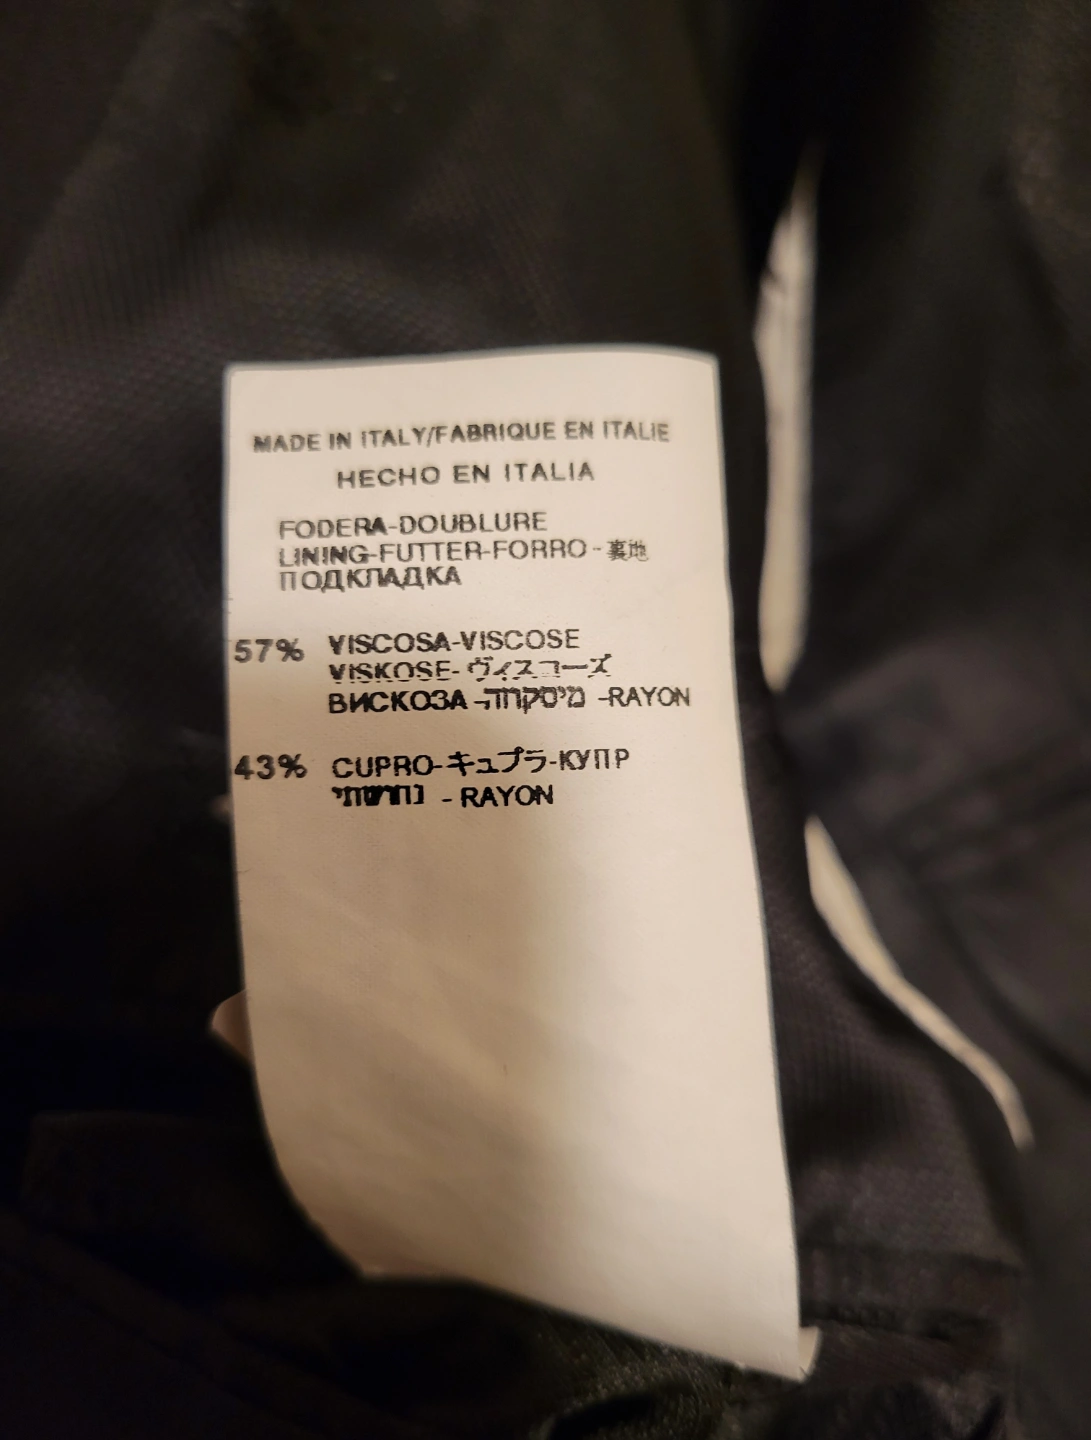 MADE IN ITALY/FABRIQUE EN ITALIE
HECHO EN ITALIA
FODERA-DOUBLURE
LINING-FUTTER-FORRO-裏地
ПОДКЛАДКА
57% VISCOSA-VISCOSE
VISKOSE-ヴィスコーズ
ВИСКОЗА - -RAYON
43% CUPRO-キュプラ-КУПР
- RAYON